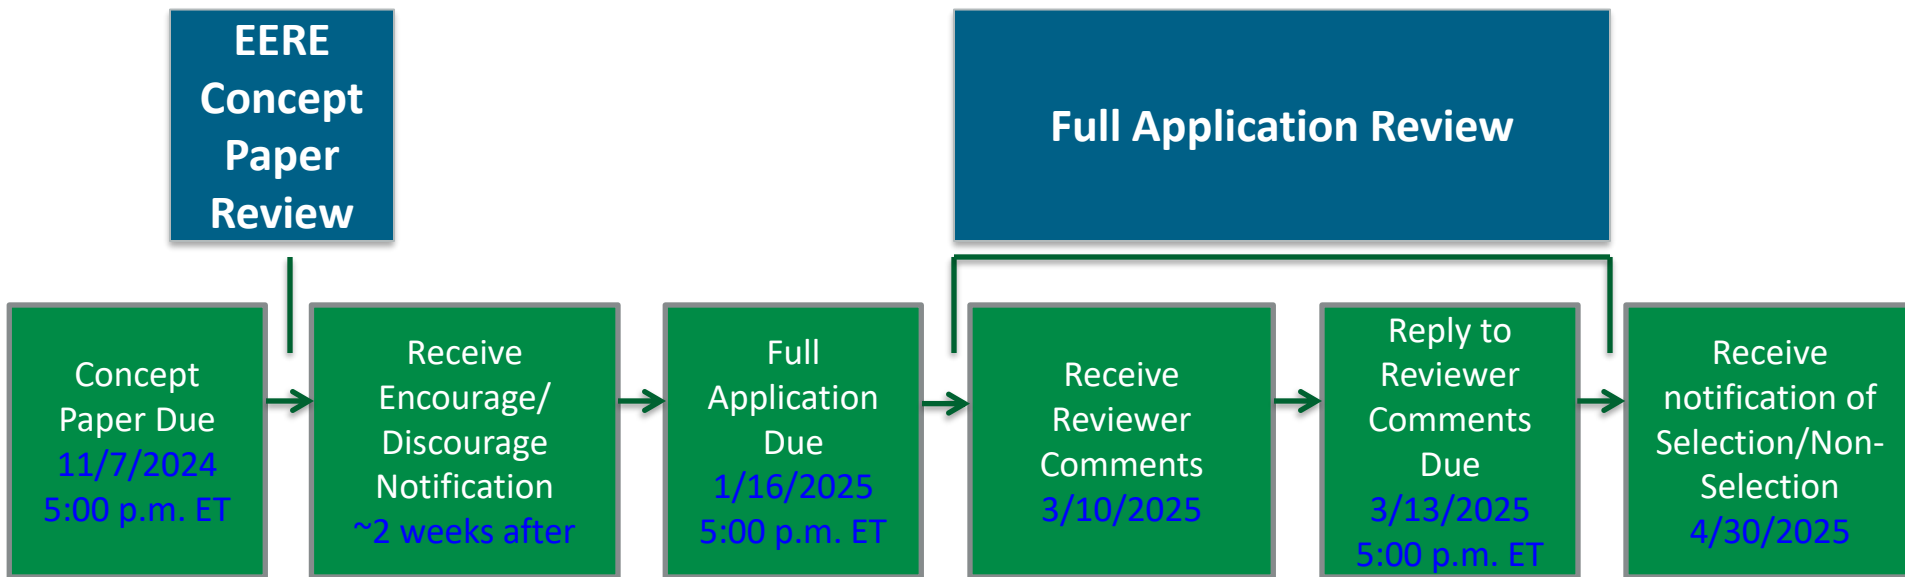 EERE
Concept
Paper
Review
Full Application Review
Concept
Paper Due
11/7/2024
5:00 p.m. ET
Receive
Encourage/
Discourage
Notification
~2 weeks after
Full
Application
Due
1/16/2025
5:00 p.m. ET
Receive
Reviewer
Comments
3/10/2025
Reply to
Reviewer
Comments
Due
3/13/2025
5:00 p.m. ET
Receive
notification of
Selection/Non-
Selection
4/30/2025